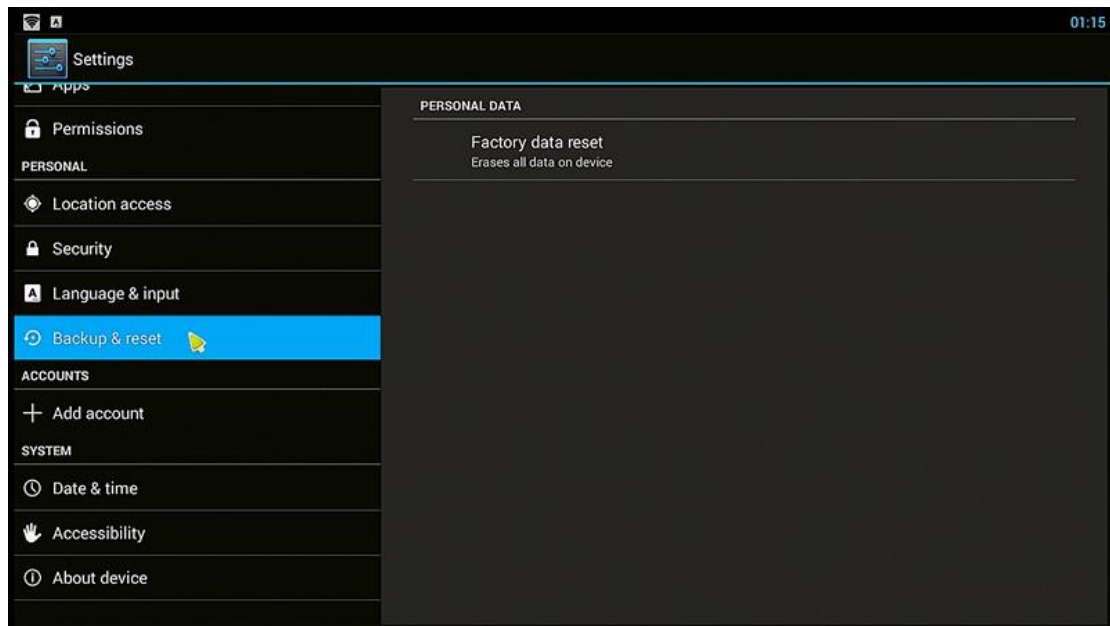 A
01:15
Settings
Apps
Permissions
PERSONAL
Location access
Security
A Language & input
Backup & reset
ACCOUNTS
Add account
SYSTEM
Date & time
Accessibility
About device
PERSONAL DATA
Factory data reset
Erases all data on device